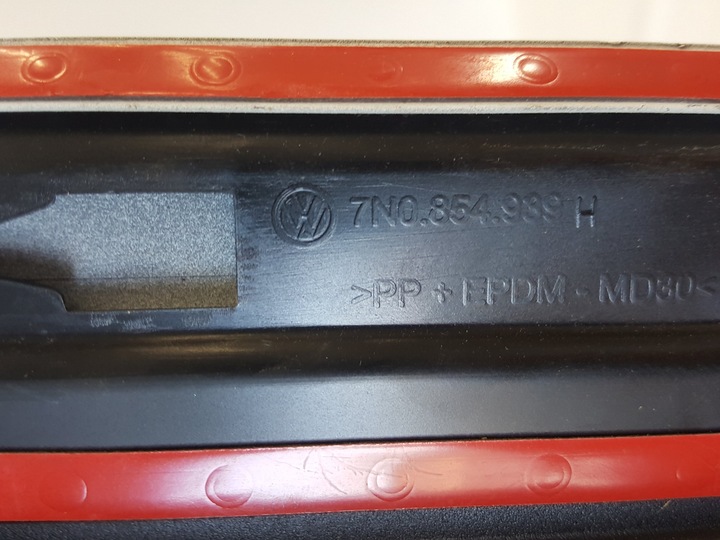 7N0.854.939 H
>PP + EPDM - MD30<